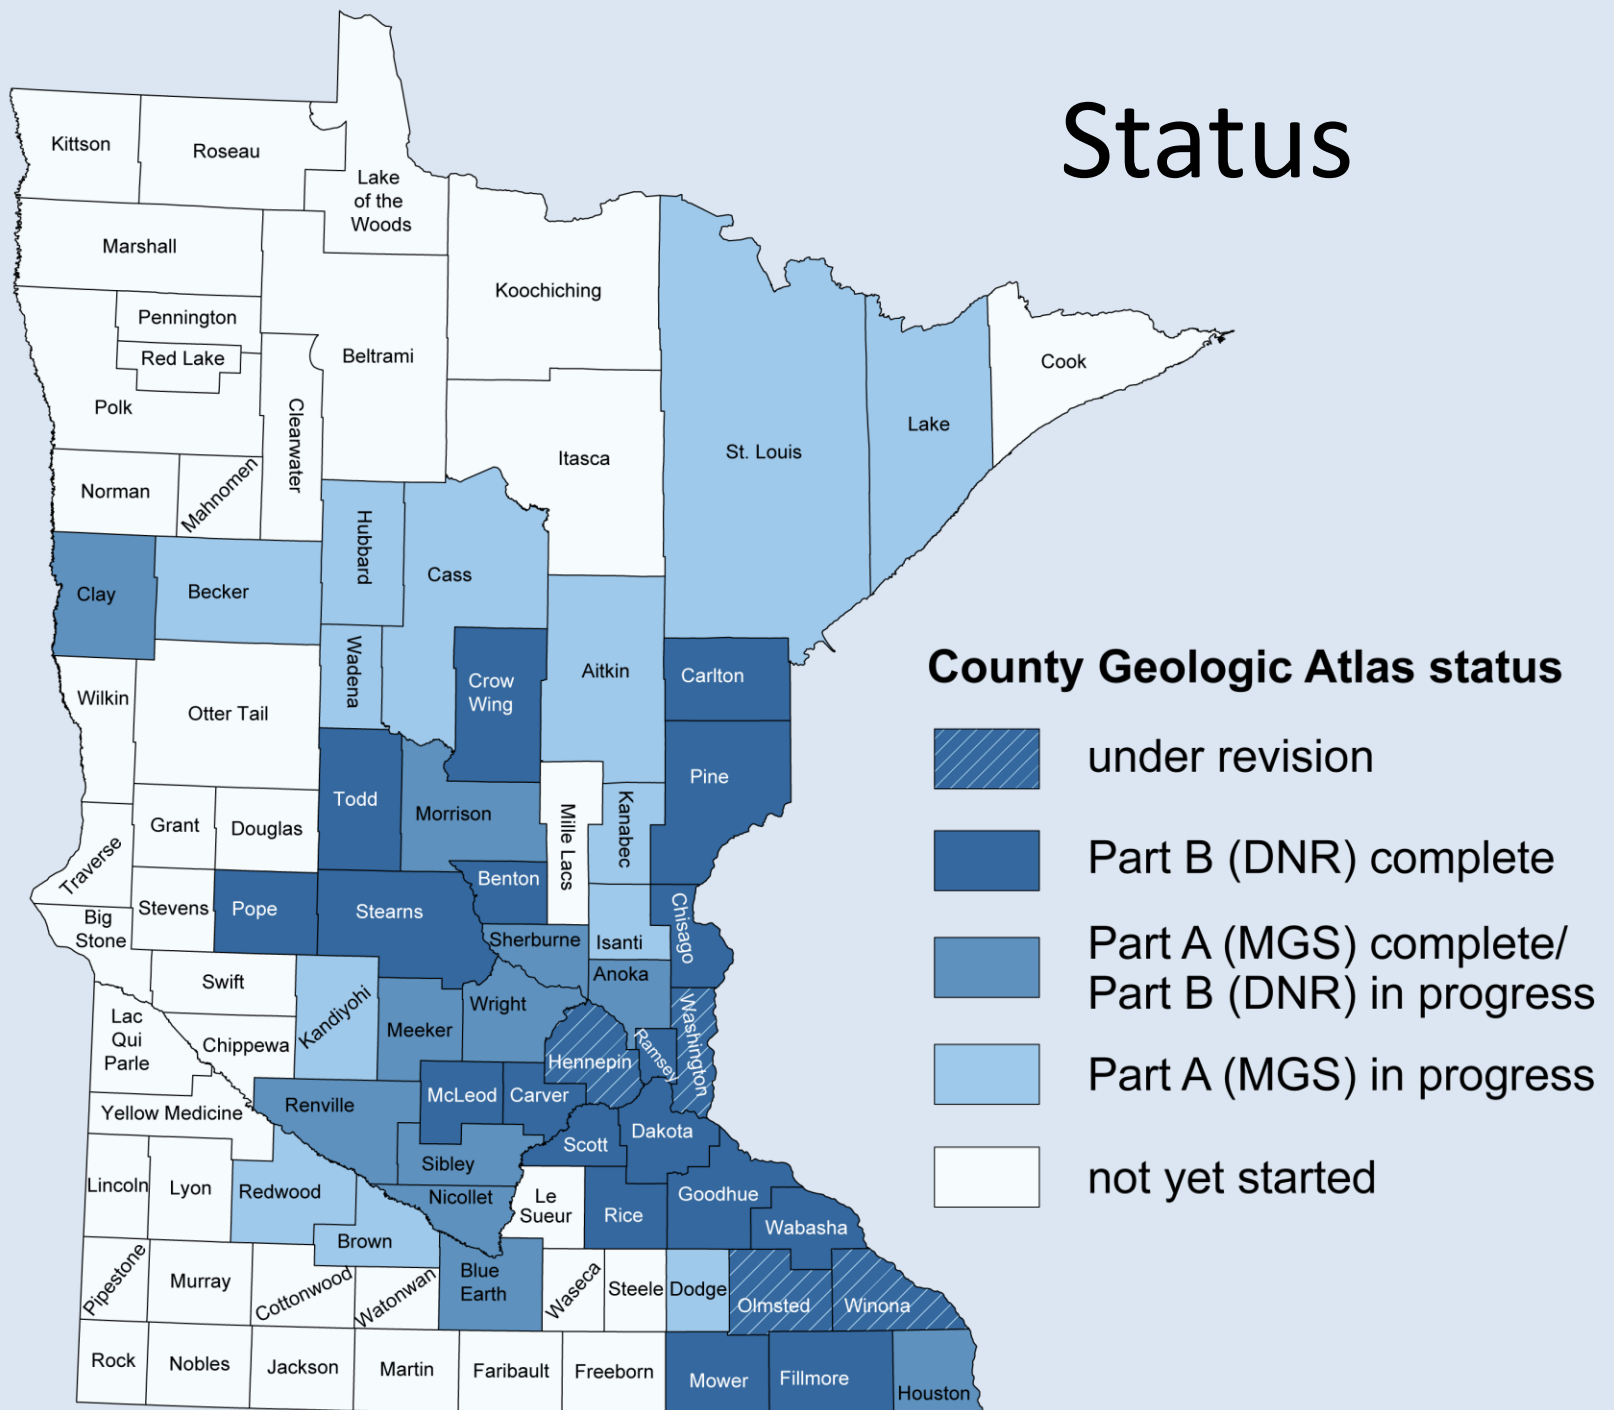 Status
Kittson
Roseau
Lake
of the
Woods
Marshall
Koochiching
Pennington
Red Lake
Beltrami
Cook
Polk
Clearwater
Lake
St. Louis
Itasca
Norman
Mahnomen
Hubbard
Cass
Clay
Becker
Wadena
Crow
Wing
Aitkin
Carlton
Wilkin
Otter Tail
Pine
Todd
Morrison
Mille Lacs
Kanabec
Grant
Douglas
Traverse
Benton
Stevens
Pope
Stearns
Chisago
Big
Stone
Sherburne
Isanti
Anoka
Swift
Kandiyohi
Wright
Washington
Lac
Qui
Parle
Chippewa
Meeker
Hennepin
Ramsey
McLeod
Carver
Yellow Medicine
Renville
Scott
Dakota
Sibley
Lincoln
Lyon
Redwood
Nicollet
Le
Sueur
Rice
Goodhue
Wabasha
Brown
Pipestone
Murray
Cottonwood
Watonwan
Blue
Earth
Waseca
Steele
Dodge
Olmsted
Winona
Rock
Nobles
Jackson
Martin
Faribault
Freeborn
Mower
Fillmore
Houston
County Geologic Atlas status
under revision
Part B (DNR) complete
Part A (MGS) complete/
Part B (DNR) in progress
Part A (MGS) in progress
not yet started